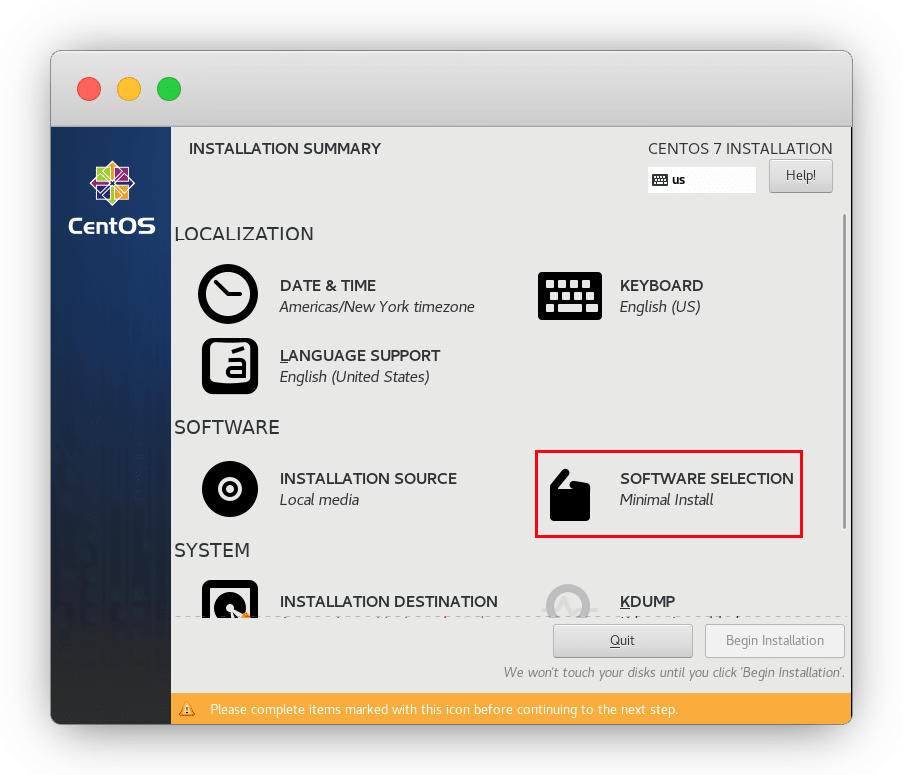 INSTALLATION SUMMARY
CENTOS 7 INSTALLATION
us
Help!
CentOS
LOCALIZATION
DATE & TIME
Americas/New York timezone
KEYBOARD
English (US)
LANGUAGE SUPPORT
English (United States)
SOFTWARE
INSTALLATION SOURCE
Local media
SOFTWARE SELECTION
Minimal Install
SYSTEM
INSTALLATION DESTINATION
KDUMP
Quit
Begin Installation
We won't touch your disks until you click 'Begin Installation'.
Please complete items marked with this icon before continuing to the next step.